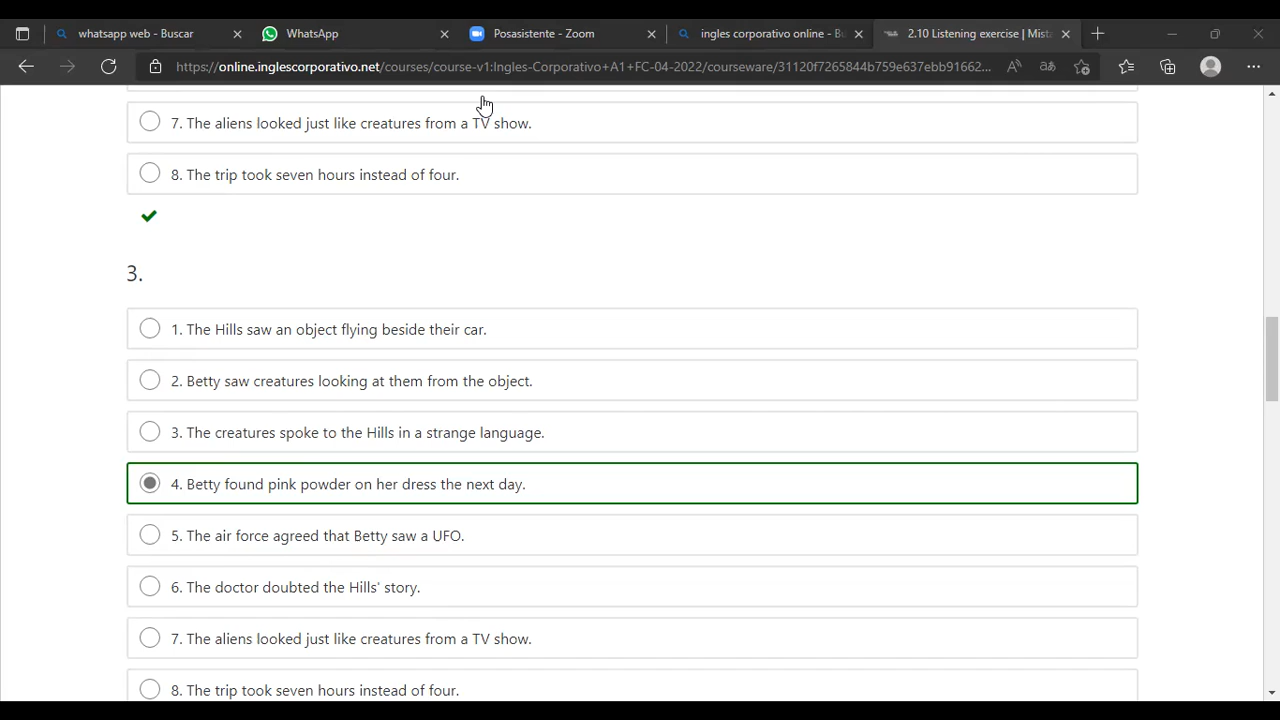 whatsapp web - Buscar
WhatsApp
Posasistente - Zoom
ingles corporativo online - B
2.10 Listening exercise | Mista
https://online.inglescorporativo.net/courses/course-v1:Ingles-Corporativo+A1+FC-04-2022/courseware/31120f7265844b759e637ebb91662...
7. The aliens looked just like creatures from a TV show.
8. The trip took seven hours instead of four.
3.
1. The Hills saw an object flying beside their car.
2. Betty saw creatures looking at them from the object.
3. The creatures spoke to the Hills in a strange language.
4. Betty found pink powder on her dress the next day.
5. The air force agreed that Betty saw a UFO.
6. The doctor doubted the Hills' story.
7. The aliens looked just like creatures from a TV show.
8. The trip took seven hours instead of four.